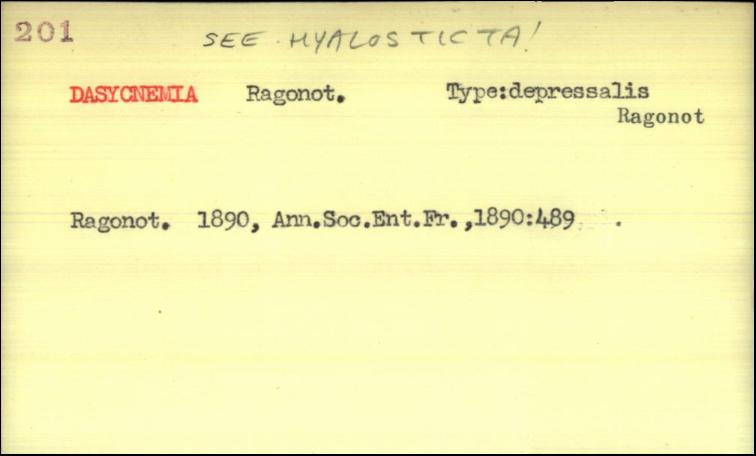 201 SEE HYALOSTICTA!
DASYCNEMIA Ragonot. Type:depressalis
Ragonot
Ragonot. 1890, Ann.Soc.Ent.Fr.,1890:489 .